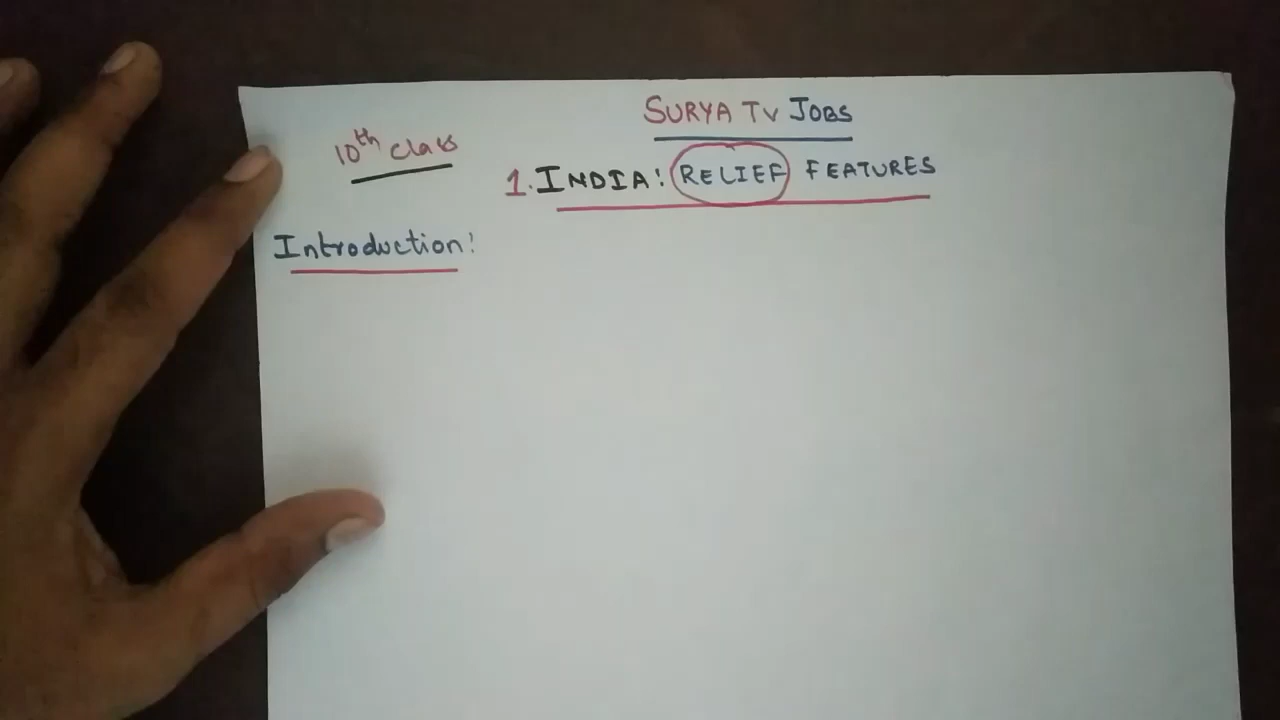 SURYA TV JOBS
10th class
1. INDIA: RELIEF FEATURES
Introduction: